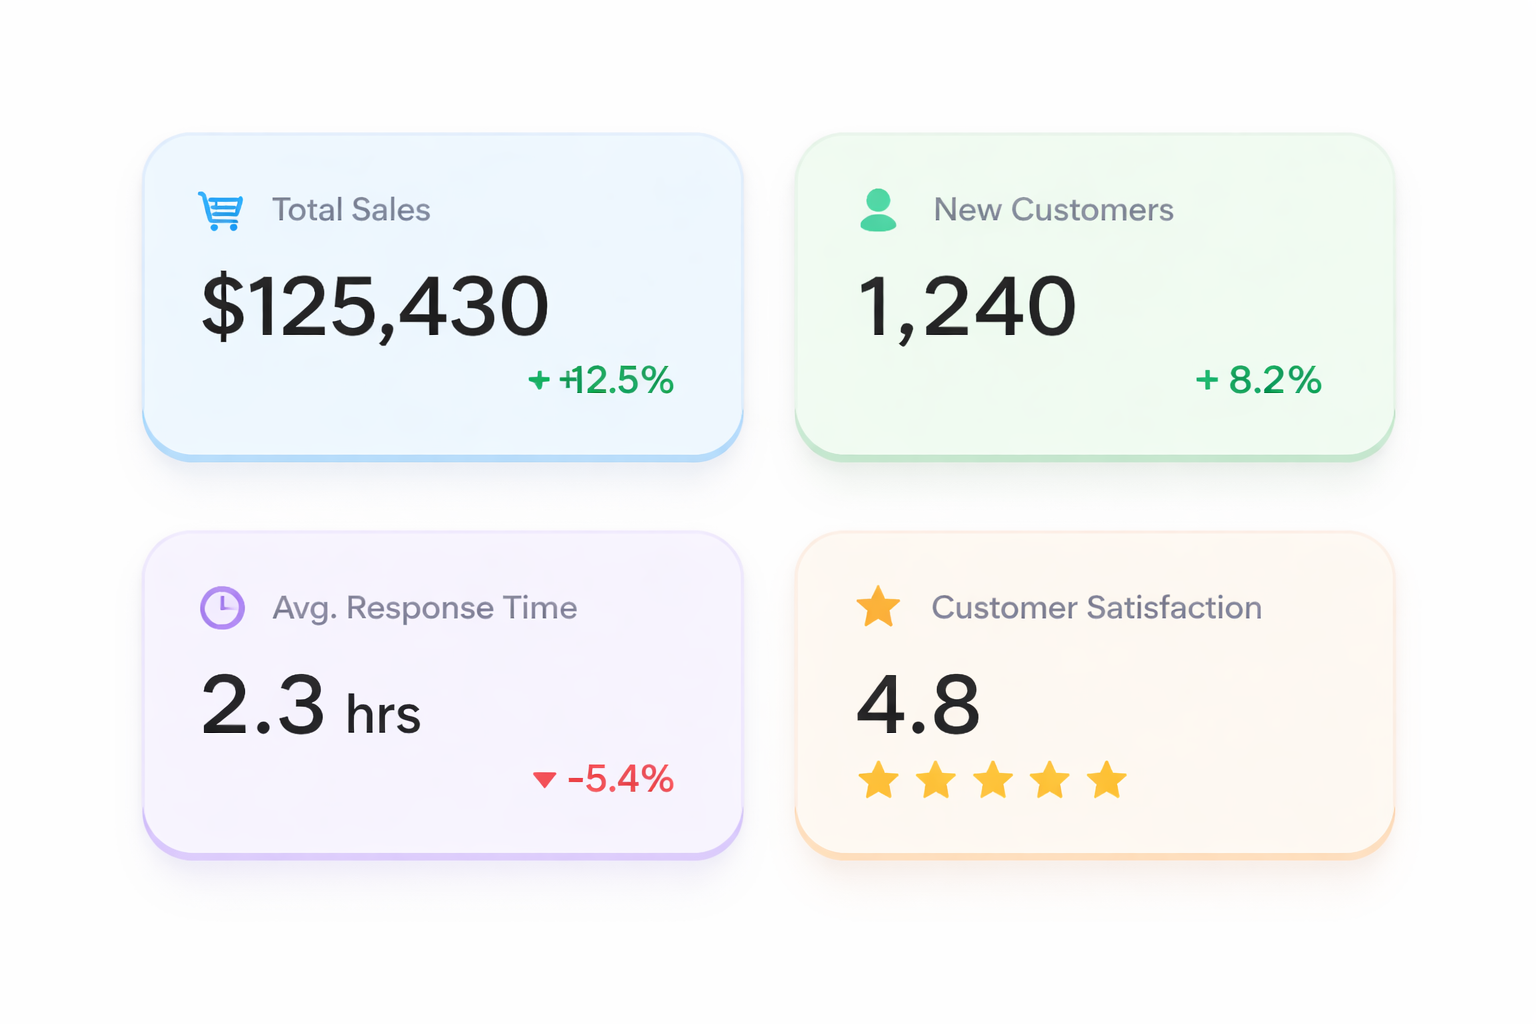 Total Sales
$125,430
+ +12.5%
New Customers
1,240
+ 8.2%
Avg. Response Time
2.3 hrs
-5.4%
Customer Satisfaction
4.8